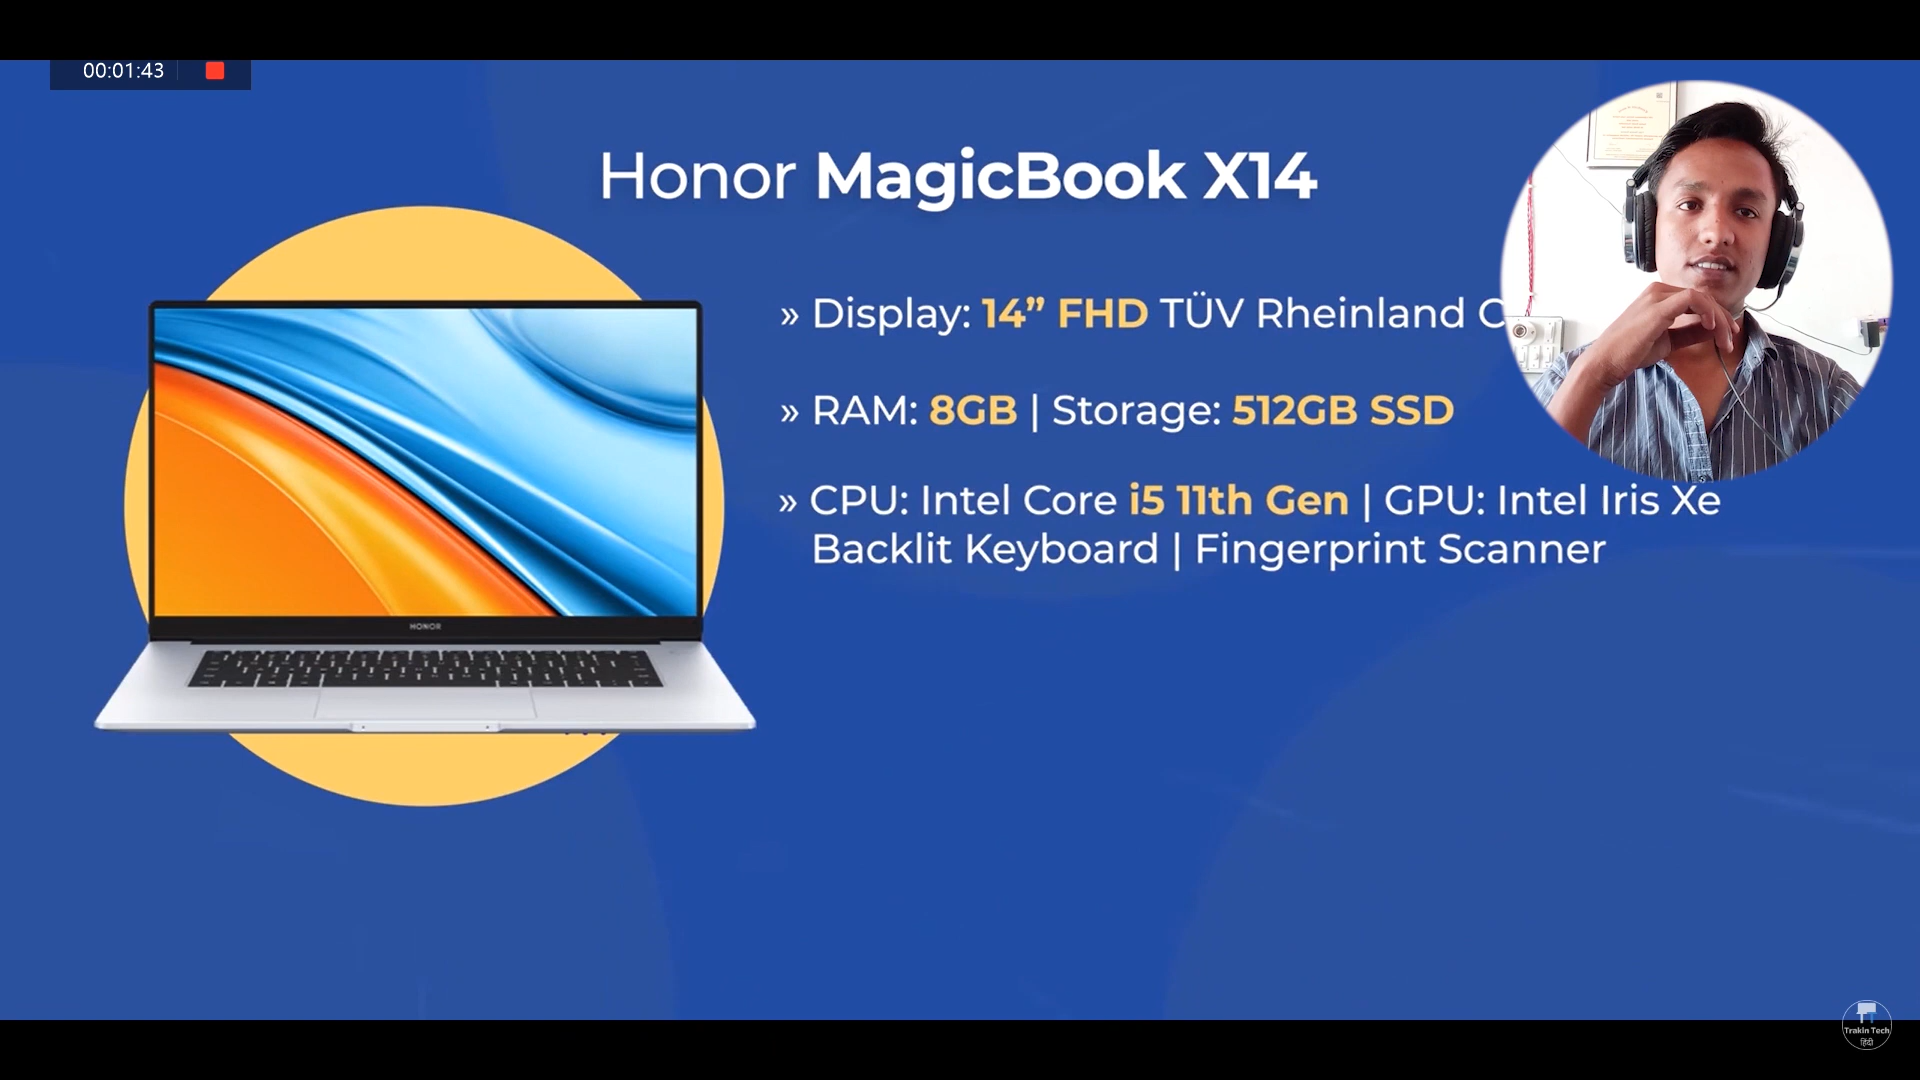 00:01:43
Honor MagicBook X14
» Display: 14” FHD TÜV Rheinland C
» RAM: 8GB | Storage: 512GB SSD
» CPU: Intel Core i5 11th Gen | GPU: Intel Iris Xe
Backlit Keyboard | Fingerprint Scanner
HONOR
Trakin Tech
हिंदी